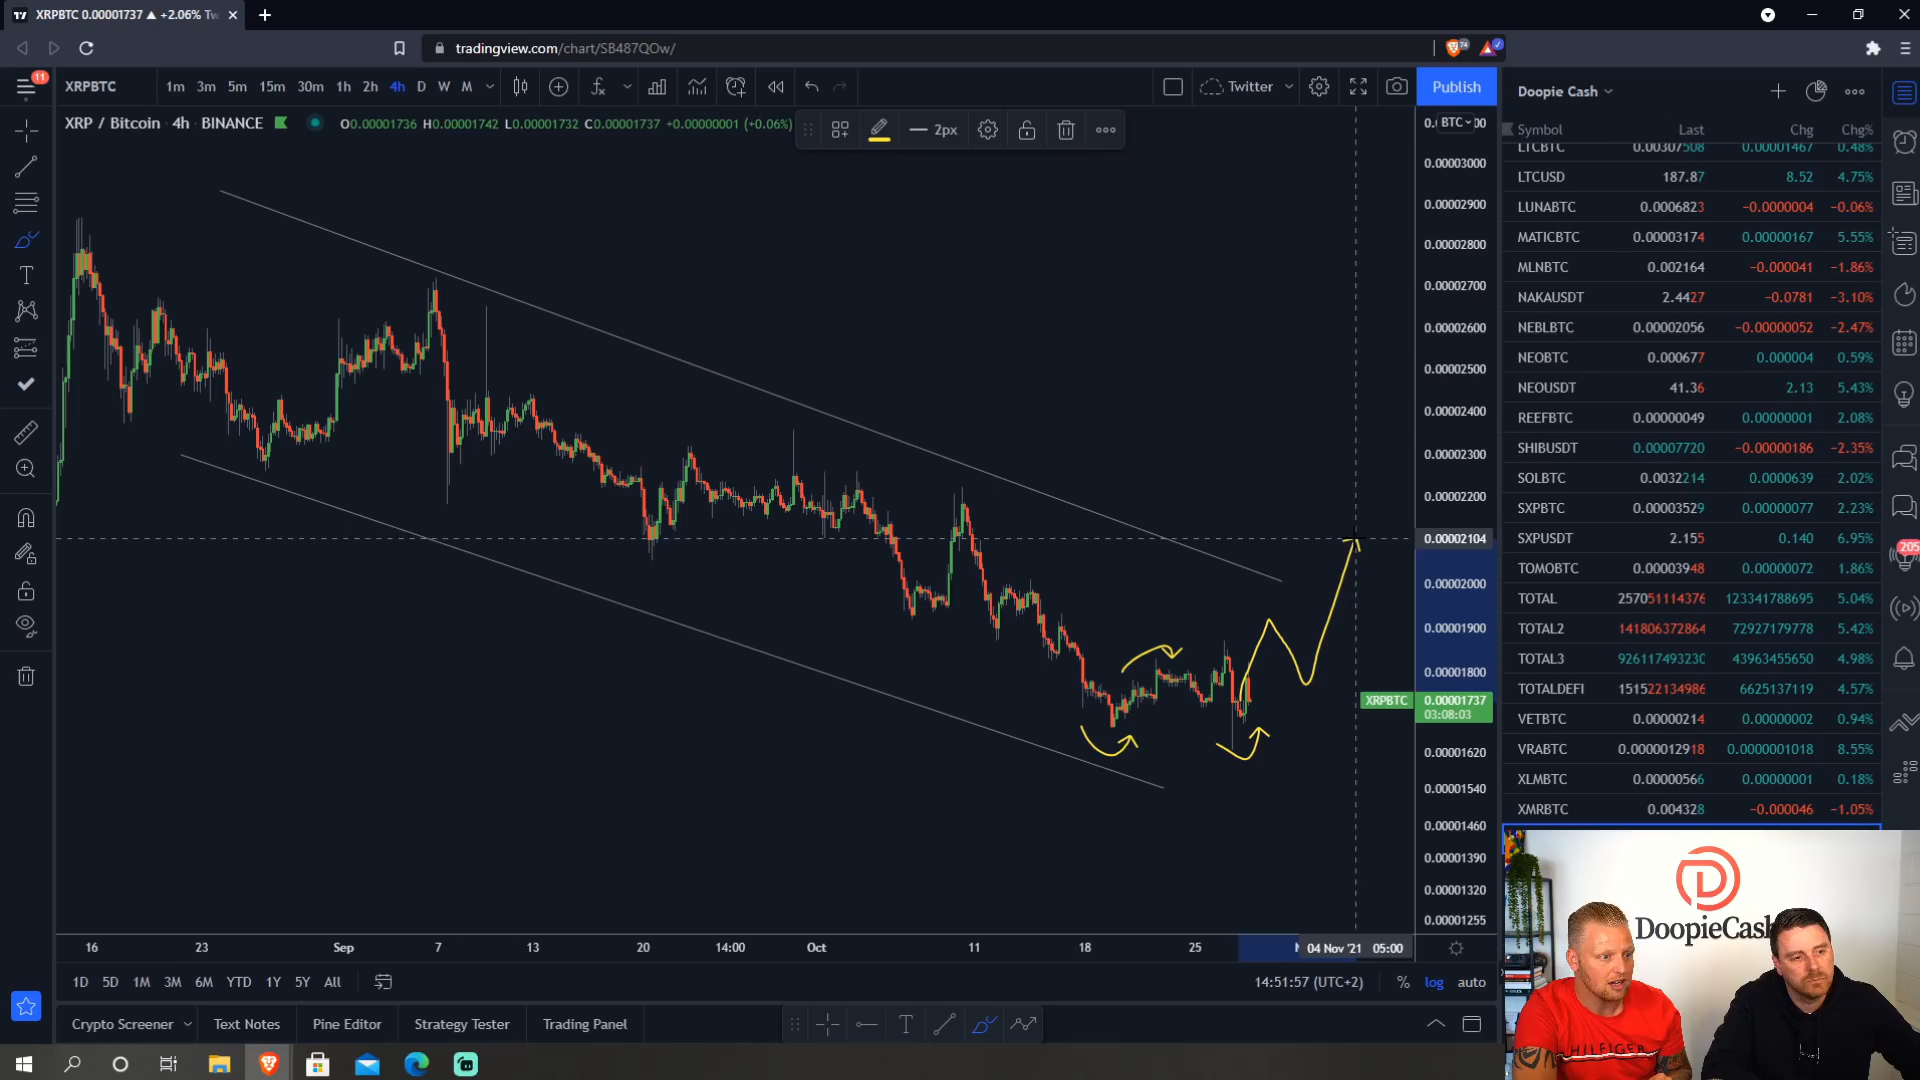 XRPBTC 0.00001737 ▲ +2.06% Tw
tradingview.com/chart/SB487QOw/
74
11
XRPBTC 1m 3m 5m 15m 30m 1h 2h 4h D W M
Twitter
Publish
XRP / Bitcoin · 4h · BINANCE
O0.00001736 H0.00001742 L0.00001732 C0.00001737 +0.00000001 (+0.06%)
2px
BTC
0.00003000
0.00002900
0.00002800
0.00002700
0.00002600
0.00002500
0.00002400
0.00002300
0.00002200
0.00002104
0.00002000
0.00001900
0.00001800
XRPBTC 0.00001737
03:08:03
0.00001620
0.00001540
0.00001460
0.00001390
0.00001320
0.00001255
16 23 Sep 7 13 20 14:00 Oct 11 18 25 04 Nov '21 05:00
1D 5D 1M 3M 6M YTD 1Y 5Y All
14:51:57 (UTC+2) % log auto
Crypto Screener Text Notes Pine Editor Strategy Tester Trading Panel
Doopie Cash
Symbol Last Chg Chg%
LTCBTC 0.00307508 0.00001467 0.48%
LTCUSD 187.87 8.52 4.75%
LUNABTC 0.0006823 −0.0000004 −0.06%
MATICBTC 0.00003174 0.00000167 5.55%
MLNBTC 0.002164 −0.000041 −1.86%
NAKAUSDT 2.4427 −0.0781 −3.10%
NEBLBTC 0.00002056 −0.00000052 −2.47%
NEOBTC 0.000677 0.000004 0.59%
NEOUSDT 41.36 2.13 5.43%
REEFBTC 0.00000049 0.00000001 2.08%
SHIBUSDT 0.00007720 −0.00000186 −2.35%
SOLBTC 0.0032214 0.0000639 2.02%
SXPBTC 0.00003529 0.00000077 2.23%
SXPUSDT 2.155 0.140 6.95%
TOMOBTC 0.00003948 0.00000072 1.86%
TOTAL 257051114376 123341788695 5.04%
TOTAL2 141806372864 72927179778 5.42%
TOTAL3 926117493230 43963455650 4.98%
TOTALDEFI 151522134986 6625137119 4.57%
VETBTC 0.00000214 0.00000002 0.94%
VRABTC 0.0000012918 0.0000001018 8.55%
XLMBTC 0.00000566 0.00000001 0.18%
XMRBTC 0.004328 −0.000046 −1.05%
205
DoopieCas
HILFIGER